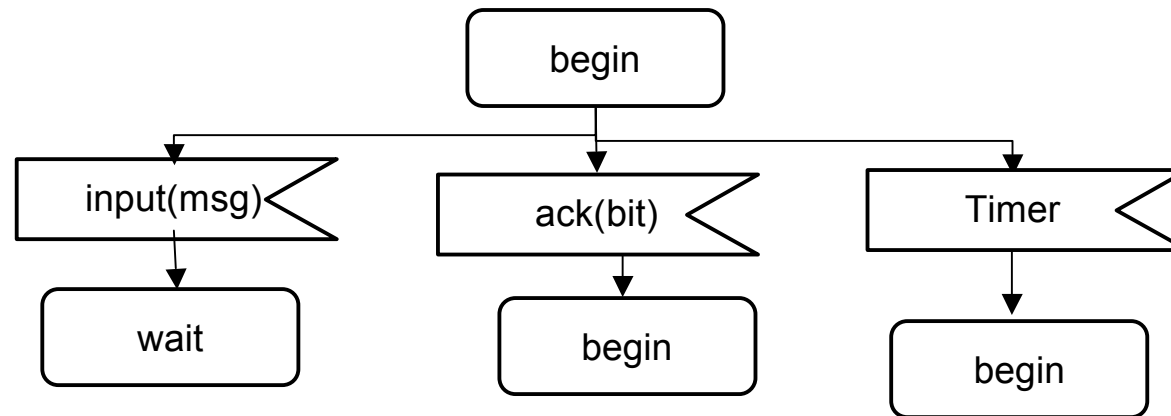 begin
input(msg)
ack(bit)
Timer
wait
begin
begin